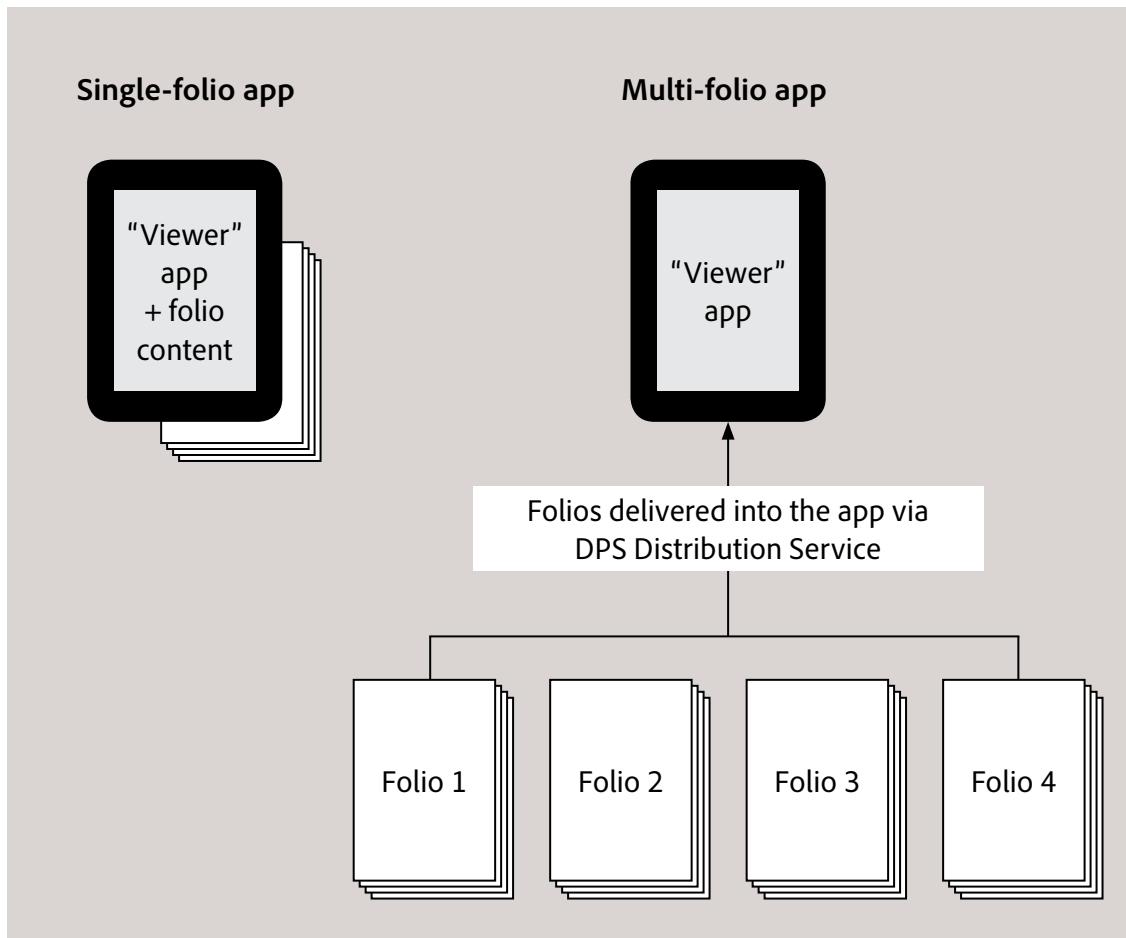 Single-folio app
Multi-folio app
“Viewer”
app
+ folio
content
“Viewer”
app
Folios delivered into the app via
DPS Distribution Service
Folio 1
Folio 2
Folio 3
Folio 4